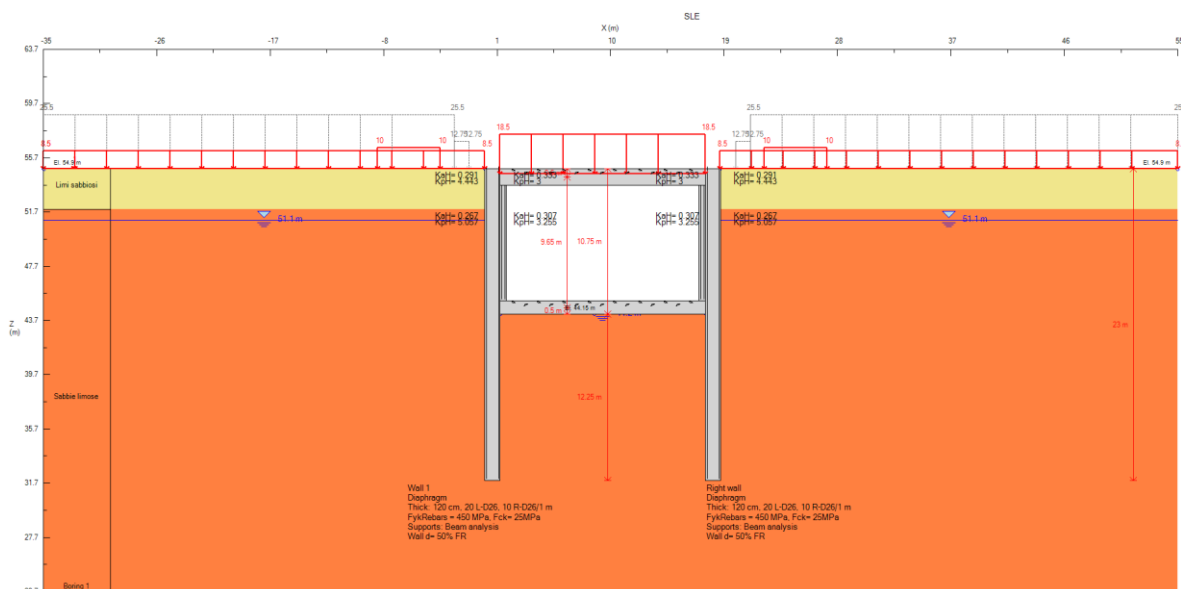 SLE
X (m)
-35 -26 -17 -8 1 10 19 28 37 46 55
63.7
59.7
25.5 25.5 25.5
18.5 18.5
12.75 12.75 12.75 12.75
10 10 10 10
8.5 8.5 8.5
55.7
El. 54.9 m El. 54.9 m
Limi sabbiosi
KaH= 0.291 KaH= 0.333 KaH= 0.333 KaH= 0.291
KpH= 4.443 KpH= 3 KpH= 3 KpH= 4.443
51.7
51.1 m 51.1 m
KaH= 0.267 KaH= 0.307 KaH= 0.307 KaH= 0.267
KpH= 5.057 KpH= 3.255 KpH= 3.255 KpH= 5.057
9.65 m 10.75 m
47.7
0.5 m 44.15 m
43.7
Z
(m)
23 m
39.7
Sabbie limose
12.25 m
35.7
31.7
Wall 1
Diaphragm
Thick: 120 cm, 20 L-D26, 10 R-D26/1 m
FykRebars = 450 MPa, Fck= 25MPa
Supports: Beam analysis
Wall d= 50% FR
Right wall
Diaphragm
Thick: 120 cm, 20 L-D26, 10 R-D26/1 m
FykRebars = 450 MPa, Fck= 25MPa
Supports: Beam analysis
Wall d= 50% FR
27.7
Boring 1